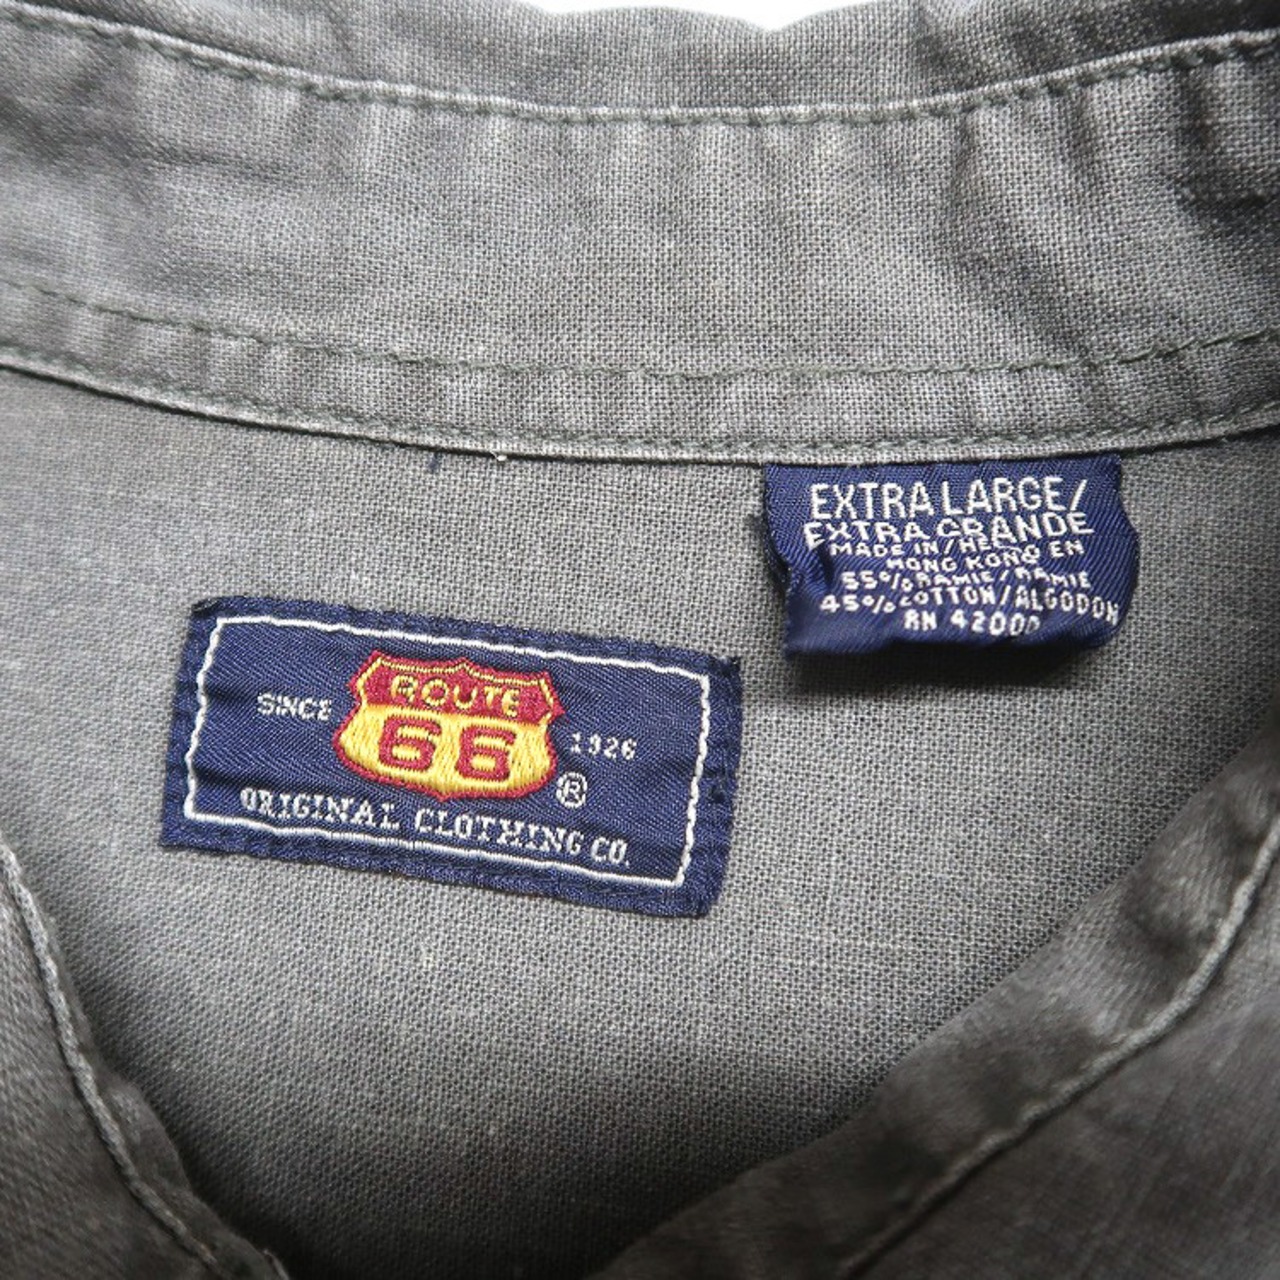 EXTRA LARGE/
EXTRA GRANDE
MADE IN/HECHO EN
HONG KONG
55% RAMIE/RAMIE
45% COTTON/ALGODON
RN 42000
ROUTE
66
SINCE 1926
®
ORIGINAL CLOTHING CO.